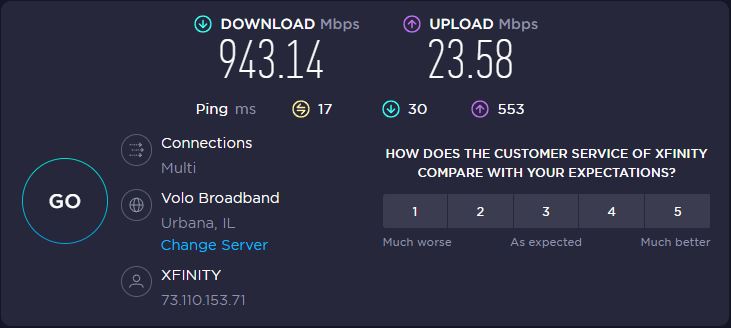 DOWNLOAD Mbps
943.14
UPLOAD Mbps
23.58
Ping ms 17 30 553
Connections
Multi
GO
Volo Broadband
Urbana, IL
Change Server
XFINITY
73.110.153.71
HOW DOES THE CUSTOMER SERVICE OF XFINITY
COMPARE WITH YOUR EXPECTATIONS?
1 2 3 4 5
Much worse As expected Much better